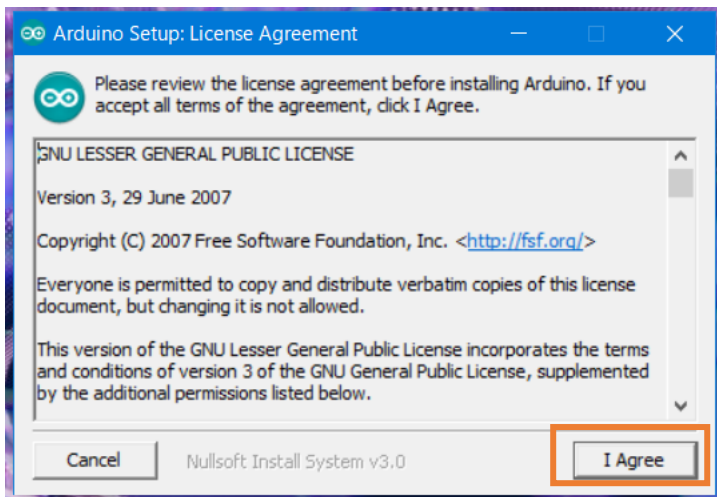 Arduino Setup: License Agreement
Please review the license agreement before installing Arduino. If you
accept all terms of the agreement, click I Agree.
GNU LESSER GENERAL PUBLIC LICENSE
Version 3, 29 June 2007
Copyright (C) 2007 Free Software Foundation, Inc. <http://fsf.org/>
Everyone is permitted to copy and distribute verbatim copies of this license
document, but changing it is not allowed.
This version of the GNU Lesser General Public License incorporates the terms
and conditions of version 3 of the GNU General Public License, supplemented
by the additional permissions listed below.
Cancel
Nullsoft Install System v3.0
I Agree